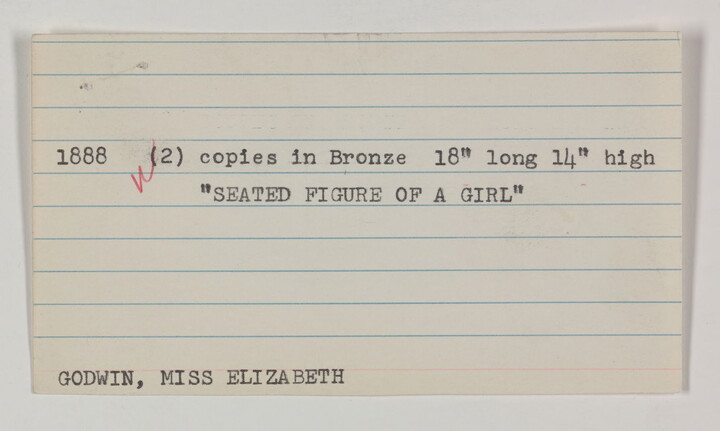 1888 (2) copies in Bronze 18" long 14" high
"SEATED FIGURE OF A GIRL"
GODWIN, MISS ELIZABETH